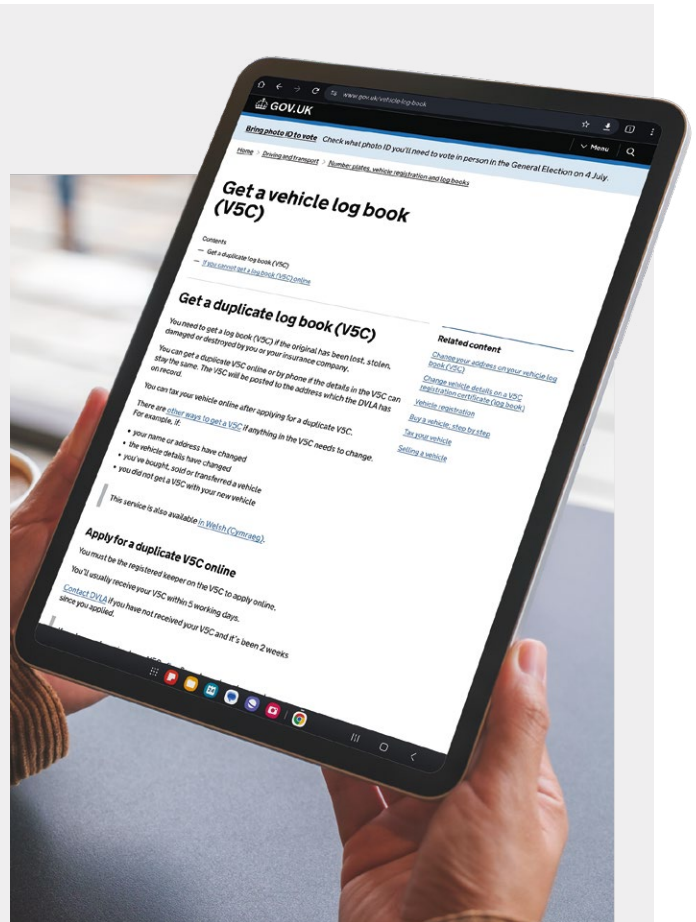 www.gov.uk/vehicle-log-book
GOV.UK
Menu
Bring photo ID to vote Check what photo ID you'll need to vote in person in the General Election on 4 July.
Home > Driving and transport > Number plates, vehicle registration and log books
Get a vehicle log book
(V5C)
Contents
— Get a duplicate log book (V5C)
— If you cannot get a log book (V5C) online
Get a duplicate log book (V5C)
You need to get a log book (V5C) if the original has been lost, stolen,
damaged or destroyed by you or your insurance company.
You can get a duplicate V5C online or by phone if the details in the V5C can
stay the same. The V5C will be posted to the address which the DVLA has
on record.
You can tax your vehicle online after applying for a duplicate V5C.
There are other ways to get a V5C if anything in the V5C needs to change.
For example, if:
• your name or address have changed
• the vehicle details have changed
• you've bought, sold or transferred a vehicle
• you did not get a V5C with your new vehicle
This service is also available in Welsh (Cymraeg).
Apply for a duplicate V5C online
You must be the registered keeper on the V5C to apply online.
You'll usually receive your V5C within 5 working days.
Contact DVLA if you have not received your V5C and it's been 2 weeks
since you applied.
Related content
Change your address on your vehicle log
book (V5C)
Change vehicle details on a V5C
registration certificate (log book)
Vehicle registration
Buy a vehicle, step by step
Tax your vehicle
Selling a vehicle